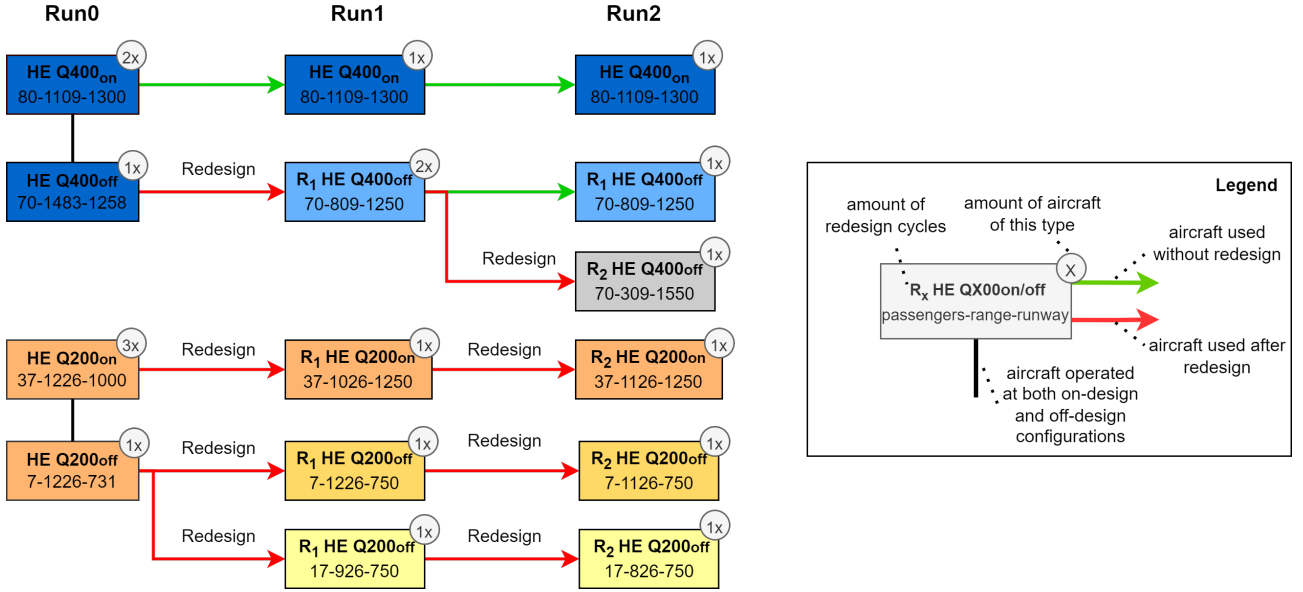 Run0
Run1
Run2
2x
HE Q400on
80-1109-1300
1x
HE Q400on
80-1109-1300
1x
HE Q400on
80-1109-1300
1x
HE Q400off
70-1483-1258
Redesign
2x
R1 HE Q400off
70-809-1250
1x
R1 HE Q400off
70-809-1250
Redesign
1x
R2 HE Q400off
70-309-1550
3x
HE Q200on
37-1226-1000
Redesign
1x
R1 HE Q200on
37-1026-1250
Redesign
1x
R2 HE Q200on
37-1126-1250
1x
HE Q200off
7-1226-731
Redesign
1x
R1 HE Q200off
7-1226-750
Redesign
1x
R2 HE Q200off
7-1126-750
Redesign
1x
R1 HE Q200off
17-926-750
Redesign
1x
R2 HE Q200off
17-826-750
Legend
amount of
redesign cycles
amount of aircraft
of this type
aircraft used
without redesign
X
Rx HE QX00on/off
passengers-range-runway
aircraft used after
redesign
aircraft operated
at both on-design
and off-design
configurations